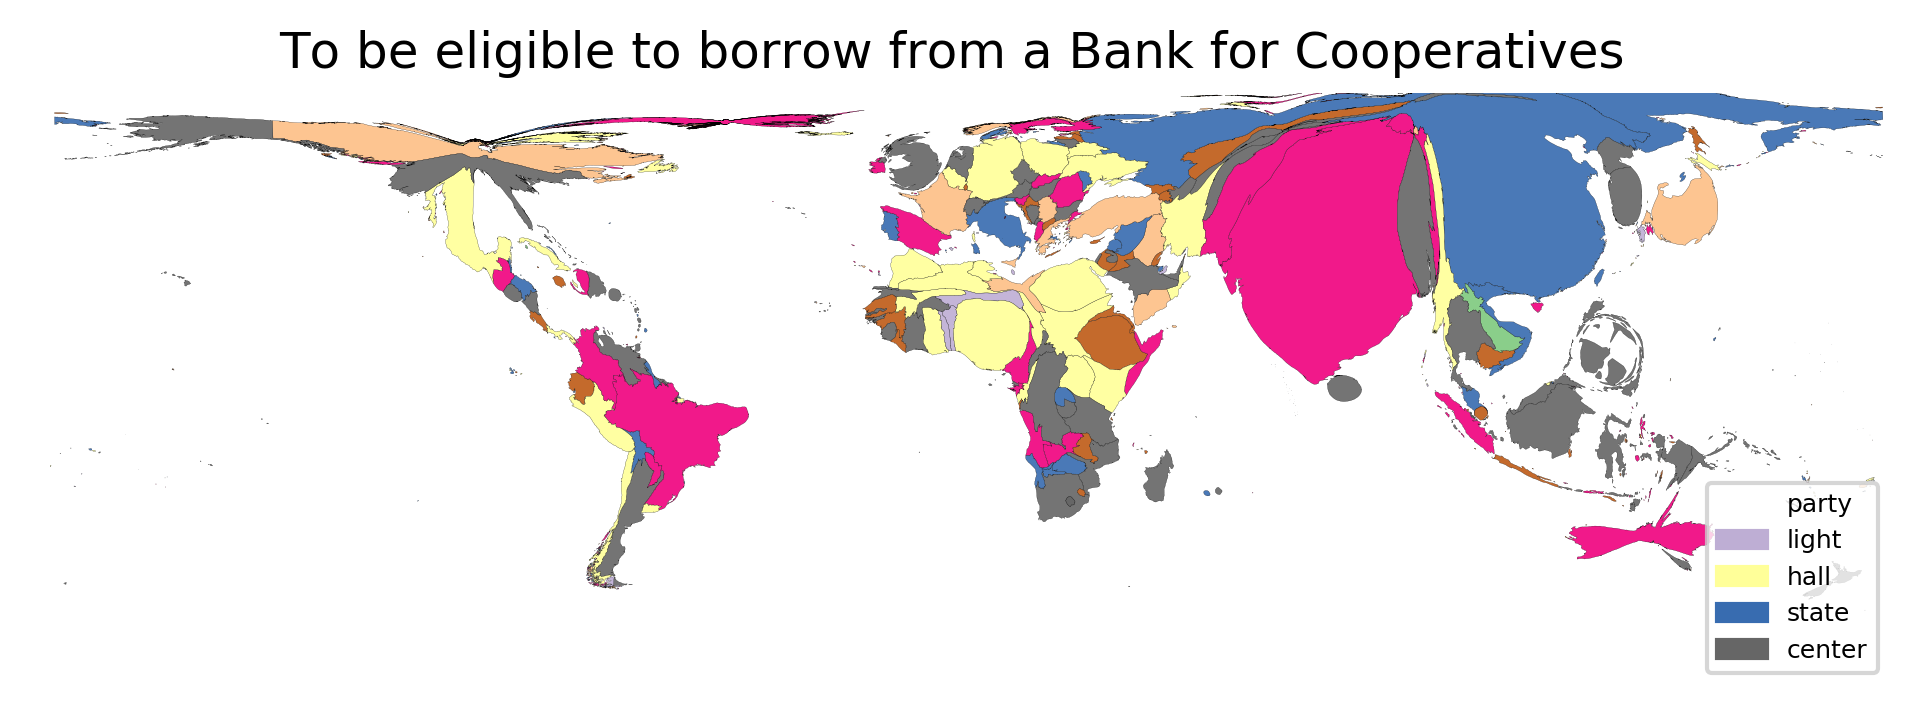 To be eligible to borrow from a Bank for Cooperatives
party
light
hall
state
center